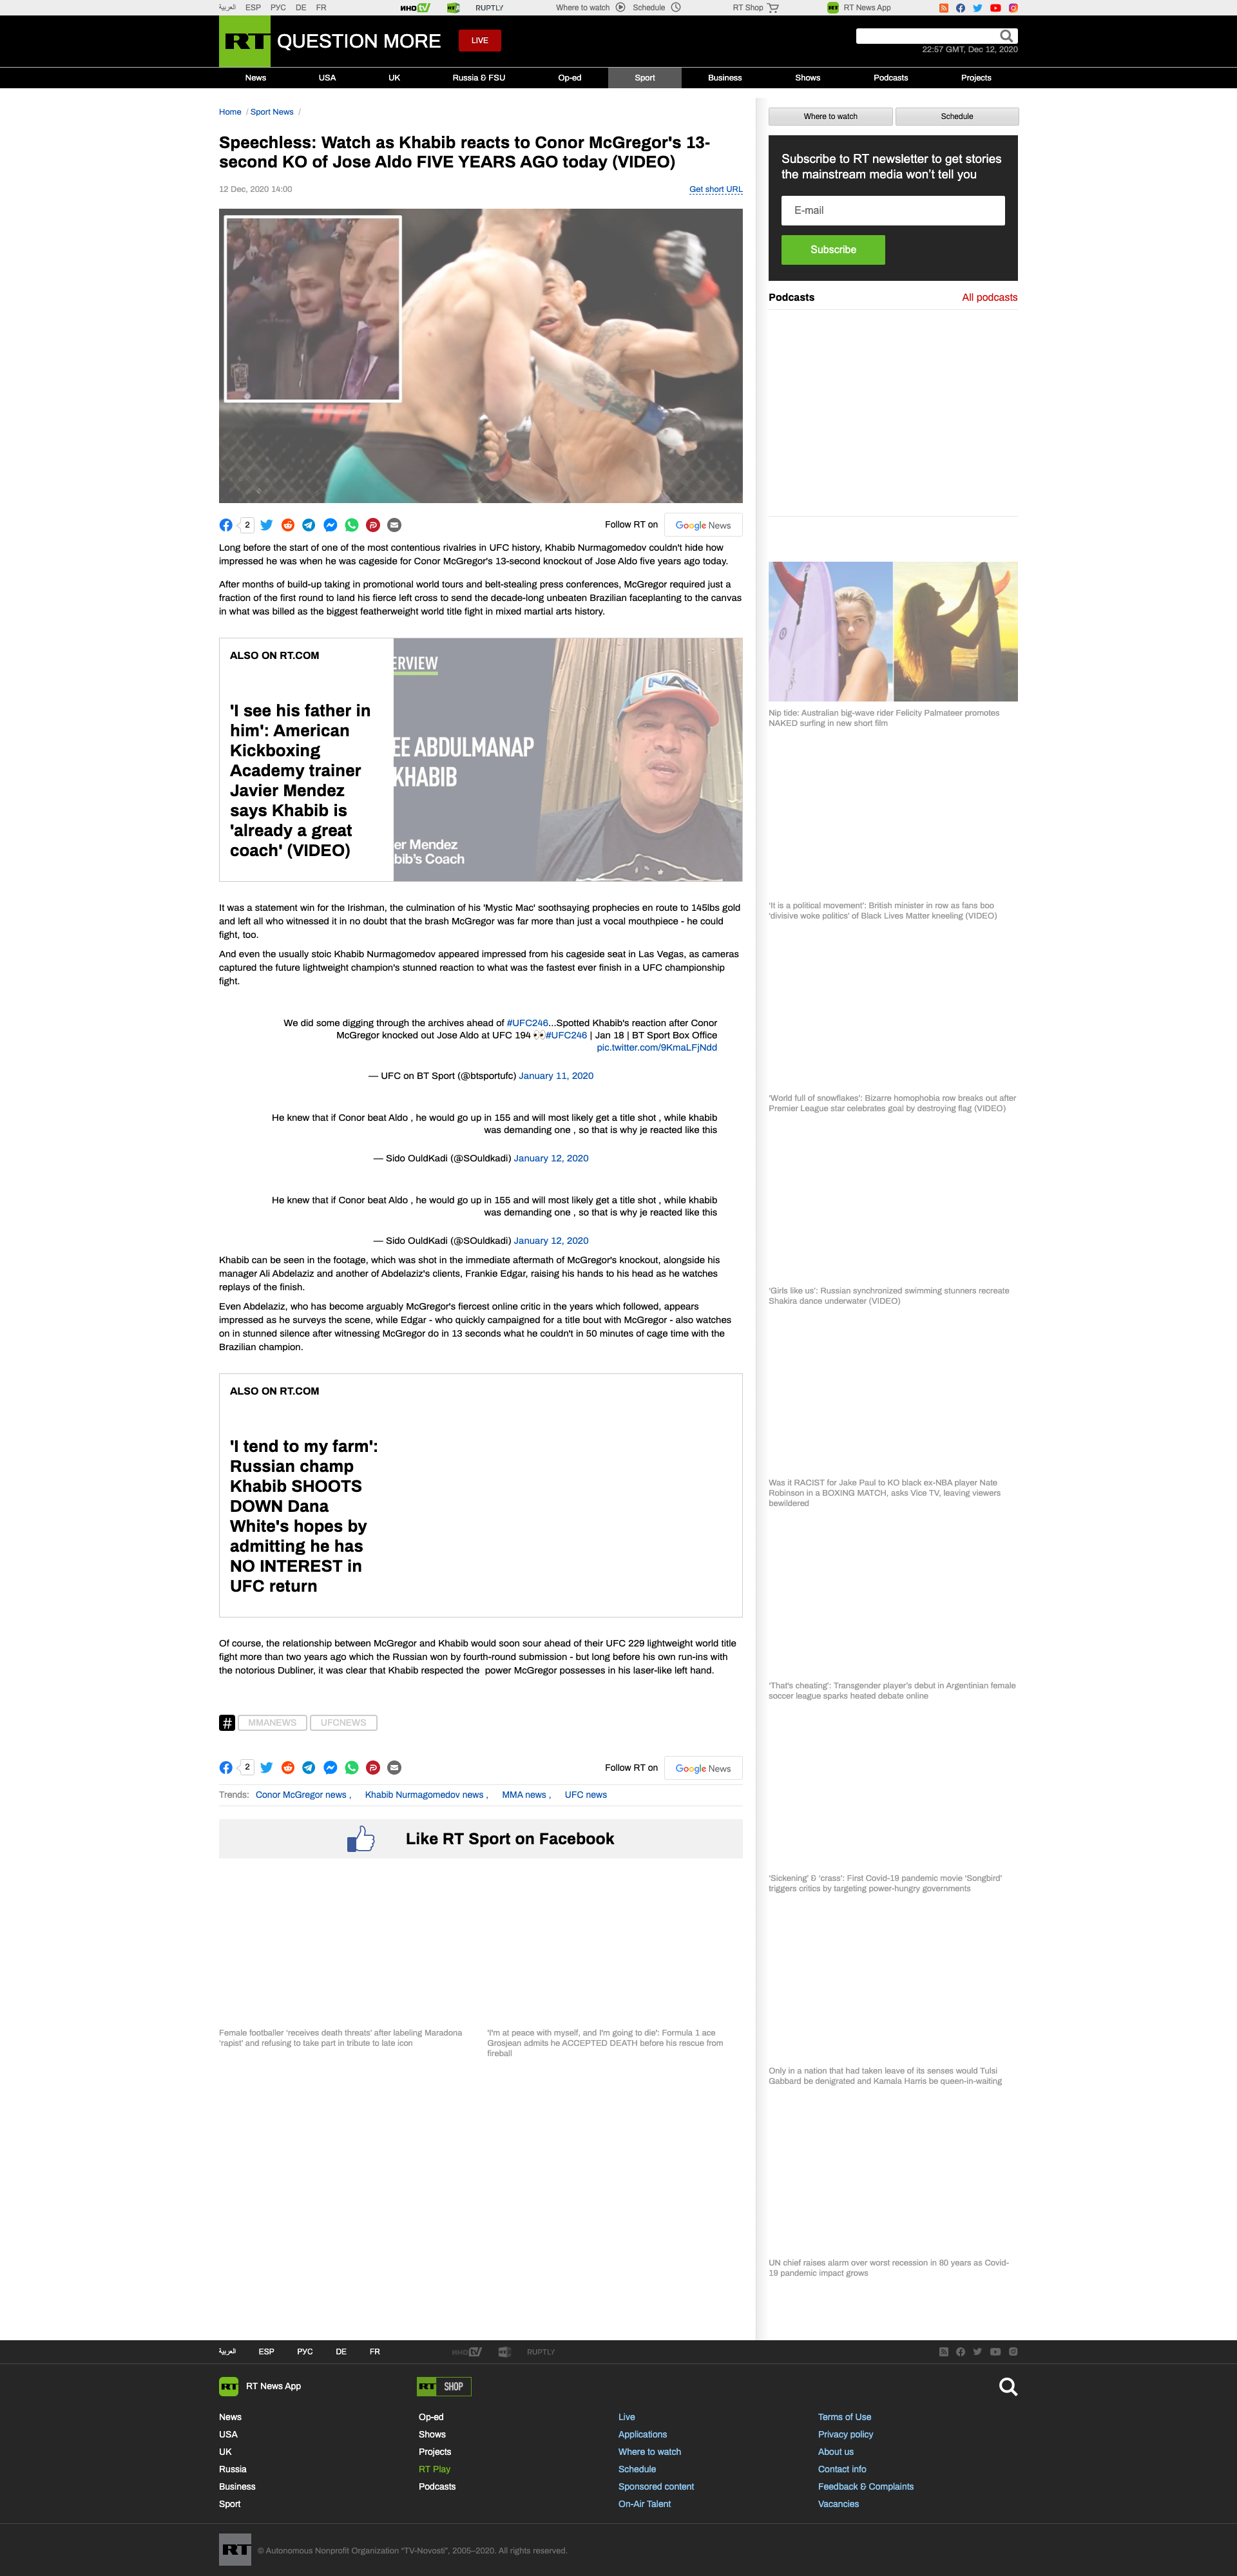 العربية ESP РУС DE FR ИНО TV RT RUPTLY Where to watch Schedule RT Shop RT News App
RT QUESTION MORE LIVE
22:57 GMT, Dec 12, 2020
News USA UK Russia & FSU Op-ed Sport Business Shows Podcasts Projects
Home / Sport News /
Speechless: Watch as Khabib reacts to Conor McGregor's 13-
second KO of Jose Aldo FIVE YEARS AGO today (VIDEO)
12 Dec, 2020 14:00 Get short URL
UFC
2 Follow RT on Google News
Long before the start of one of the most contentious rivalries in UFC history, Khabib Nurmagomedov couldn't hide how
impressed he was when he was cageside for Conor McGregor's 13-second knockout of Jose Aldo five years ago today.
After months of build-up taking in promotional world tours and belt-stealing press conferences, McGregor required just a
fraction of the first round to land his fierce left cross to send the decade-long unbeaten Brazilian faceplanting to the canvas
in what was billed as the biggest featherweight world title fight in mixed martial arts history.
ALSO ON RT.COM
'I see his father in
him': American
Kickboxing
Academy trainer
Javier Mendez
says Khabib is
'already a great
coach' (VIDEO)
ERVIEW
EE ABDULMANAP
KHABIB
er Mendez
bib's Coach
It was a statement win for the Irishman, the culmination of his 'Mystic Mac' soothsaying prophecies en route to 145lbs gold
and left all who witnessed it in no doubt that the brash McGregor was far more than just a vocal mouthpiece - he could
fight, too.
And even the usually stoic Khabib Nurmagomedov appeared impressed from his cageside seat in Las Vegas, as cameras
captured the future lightweight champion's stunned reaction to what was the fastest ever finish in a UFC championship
fight.
We did some digging through the archives ahead of #UFC246...Spotted Khabib's reaction after Conor
McGregor knocked out Jose Aldo at UFC 194 👀#UFC246 | Jan 18 | BT Sport Box Office
pic.twitter.com/9KmaLFjNdd
— UFC on BT Sport (@btsportufc) January 11, 2020
He knew that if Conor beat Aldo , he would go up in 155 and will most likely get a title shot , while khabib
was demanding one , so that is why je reacted like this
— Sido OuldKadi (@SOuldkadi) January 12, 2020
He knew that if Conor beat Aldo , he would go up in 155 and will most likely get a title shot , while khabib
was demanding one , so that is why je reacted like this
— Sido OuldKadi (@SOuldkadi) January 12, 2020
Khabib can be seen in the footage, which was shot in the immediate aftermath of McGregor's knockout, alongside his
manager Ali Abdelaziz and another of Abdelaziz's clients, Frankie Edgar, raising his hands to his head as he watches
replays of the finish.
Even Abdelaziz, who has become arguably McGregor's fiercest online critic in the years which followed, appears
impressed as he surveys the scene, while Edgar - who quickly campaigned for a title bout with McGregor - also watches
on in stunned silence after witnessing McGregor do in 13 seconds what he couldn't in 50 minutes of cage time with the
Brazilian champion.
ALSO ON RT.COM
'I tend to my farm':
Russian champ
Khabib SHOOTS
DOWN Dana
White's hopes by
admitting he has
NO INTEREST in
UFC return
Of course, the relationship between McGregor and Khabib would soon sour ahead of their UFC 229 lightweight world title
fight more than two years ago which the Russian won by fourth-round submission - but long before his own run-ins with
the notorious Dubliner, it was clear that Khabib respected the power McGregor possesses in his laser-like left hand.
# MMANEWS UFCNEWS
2 Follow RT on Google News
Trends: Conor McGregor news , Khabib Nurmagomedov news , MMA news , UFC news
Like RT Sport on Facebook
Female footballer 'receives death threats' after labeling Maradona
'rapist' and refusing to take part in tribute to late icon
'I'm at peace with myself, and I'm going to die': Formula 1 ace
Grosjean admits he ACCEPTED DEATH before his rescue from
fireball
Where to watch Schedule
Subscribe to RT newsletter to get stories
the mainstream media won't tell you
E-mail
Subscribe
Podcasts All podcasts
Nip tide: Australian big-wave rider Felicity Palmateer promotes
NAKED surfing in new short film
'It is a political movement': British minister in row as fans boo
'divisive woke politics' of Black Lives Matter kneeling (VIDEO)
'World full of snowflakes': Bizarre homophobia row breaks out after
Premier League star celebrates goal by destroying flag (VIDEO)
'Girls like us': Russian synchronized swimming stunners recreate
Shakira dance underwater (VIDEO)
Was it RACIST for Jake Paul to KO black ex-NBA player Nate
Robinson in a BOXING MATCH, asks Vice TV, leaving viewers
bewildered
'That's cheating': Transgender player's debut in Argentinian female
soccer league sparks heated debate online
'Sickening' & 'crass': First Covid-19 pandemic movie 'Songbird'
triggers critics by targeting power-hungry governments
Only in a nation that had taken leave of its senses would Tulsi
Gabbard be denigrated and Kamala Harris be queen-in-waiting
UN chief raises alarm over worst recession in 80 years as Covid-
19 pandemic impact grows
العربية ESP РУС DE FR ИНО TV RT RUPTLY
RT RT News App RT SHOP
News Op-ed Live Terms of Use
USA Shows Applications Privacy policy
UK Projects Where to watch About us
Russia RT Play Schedule Contact info
Business Podcasts Sponsored content Feedback & Complaints
Sport On-Air Talent Vacancies
RT © Autonomous Nonprofit Organization "TV-Novosti", 2005–2020. All rights reserved.